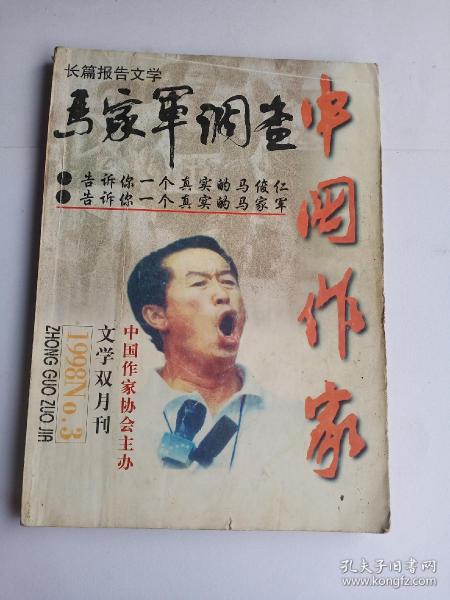 长篇报告文学
馬家軍调查
● 告诉你一个真实的马俊仁
● 告诉你一个真实的马家军
中国作家
中国作家协会主办
文学双月刊
1998No.3
ZHONG GUO ZUO JIA
孔夫子旧书网
www.kongfz.com